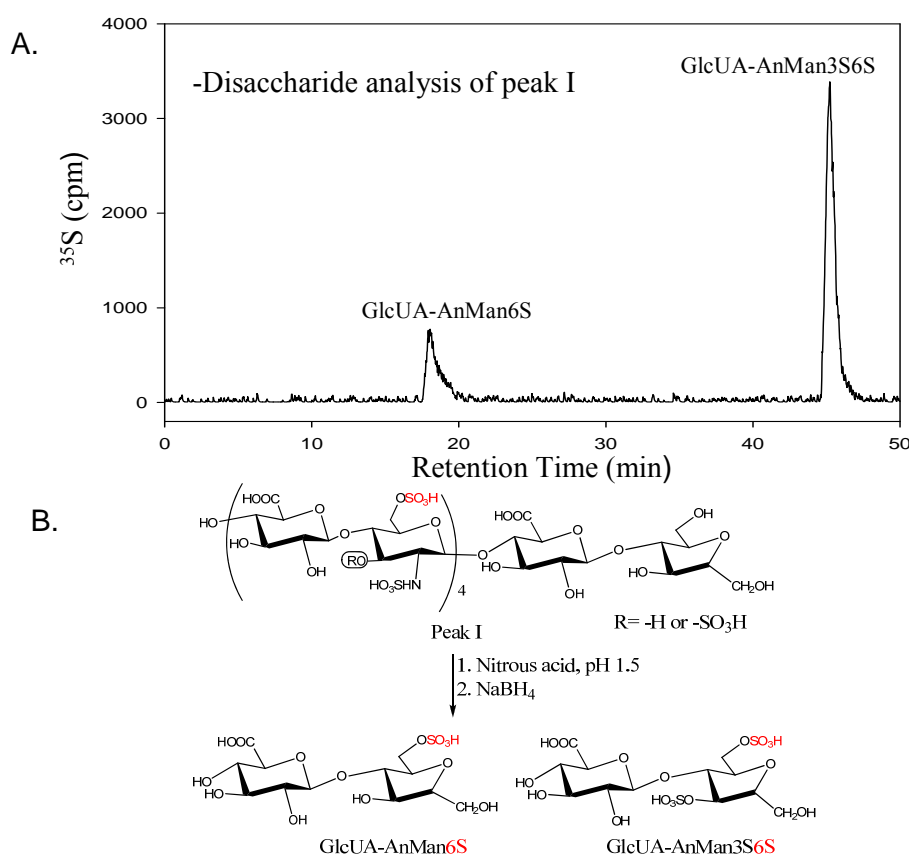 A.
4000
3000
2000
1000
0
³⁵S (cpm)
-Disaccharide analysis of peak I
GlcUA-AnMan3S6S
GlcUA-AnMan6S
0 10 20 30 40 50
Retention Time (min)
B.
HOOC
OSO₃H
O
O
HO
O
O
HO
RO
OH
HO₃SHN
4
HOOC
HO
O
O
O
O
HO
HO
OH
CH₂OH
Peak I
R= -H or -SO₃H
1. Nitrous acid, pH 1.5
2. NaBH₄
HOOC
OSO₃H
O
O
O
HO
HO
HO
OH
CH₂OH
GlcUA-AnMan6S
HOOC
OSO₃H
O
O
O
HO
HO
HO₃SO
OH
CH₂OH
GlcUA-AnMan3S6S